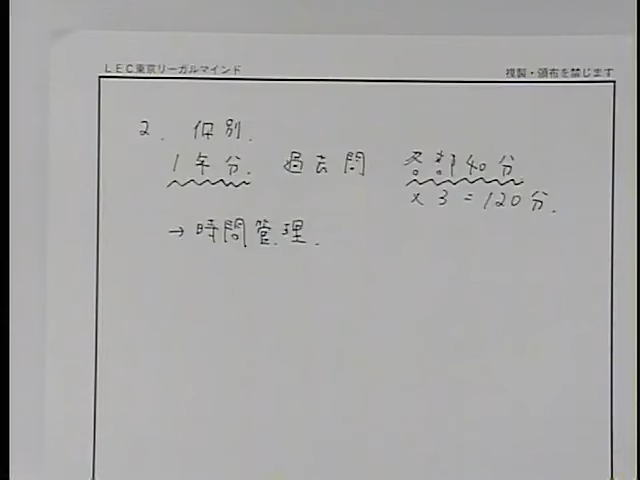 LEC東京リーガルマインド
複製・頒布を禁じます
2. 個別.
1年分. 過去問 各部40分
×3=120分.
→時間管理.